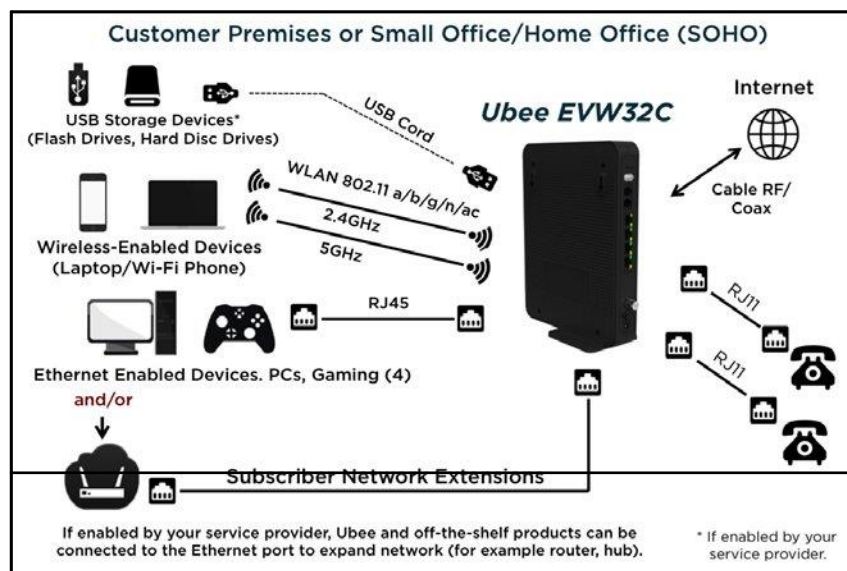 Customer Premises or Small Office/Home Office (SOHO)
USB Storage Devices*
(Flash Drives, Hard Disc Drives)
USB Cord
Ubee EVW32C
Internet
Cable RF/
Coax
WLAN 802.11 a/b/g/n/ac
2.4GHz
5GHz
Wireless-Enabled Devices
(Laptop/Wi-Fi Phone)
RJ45
RJ11
RJ11
Ethernet Enabled Devices. PCs, Gaming (4)
and/or
Subscriber Network Extensions
If enabled by your service provider, Ubee and off-the-shelf products can be
connected to the Ethernet port to expand network (for example router, hub).
* If enabled by your
service provider.